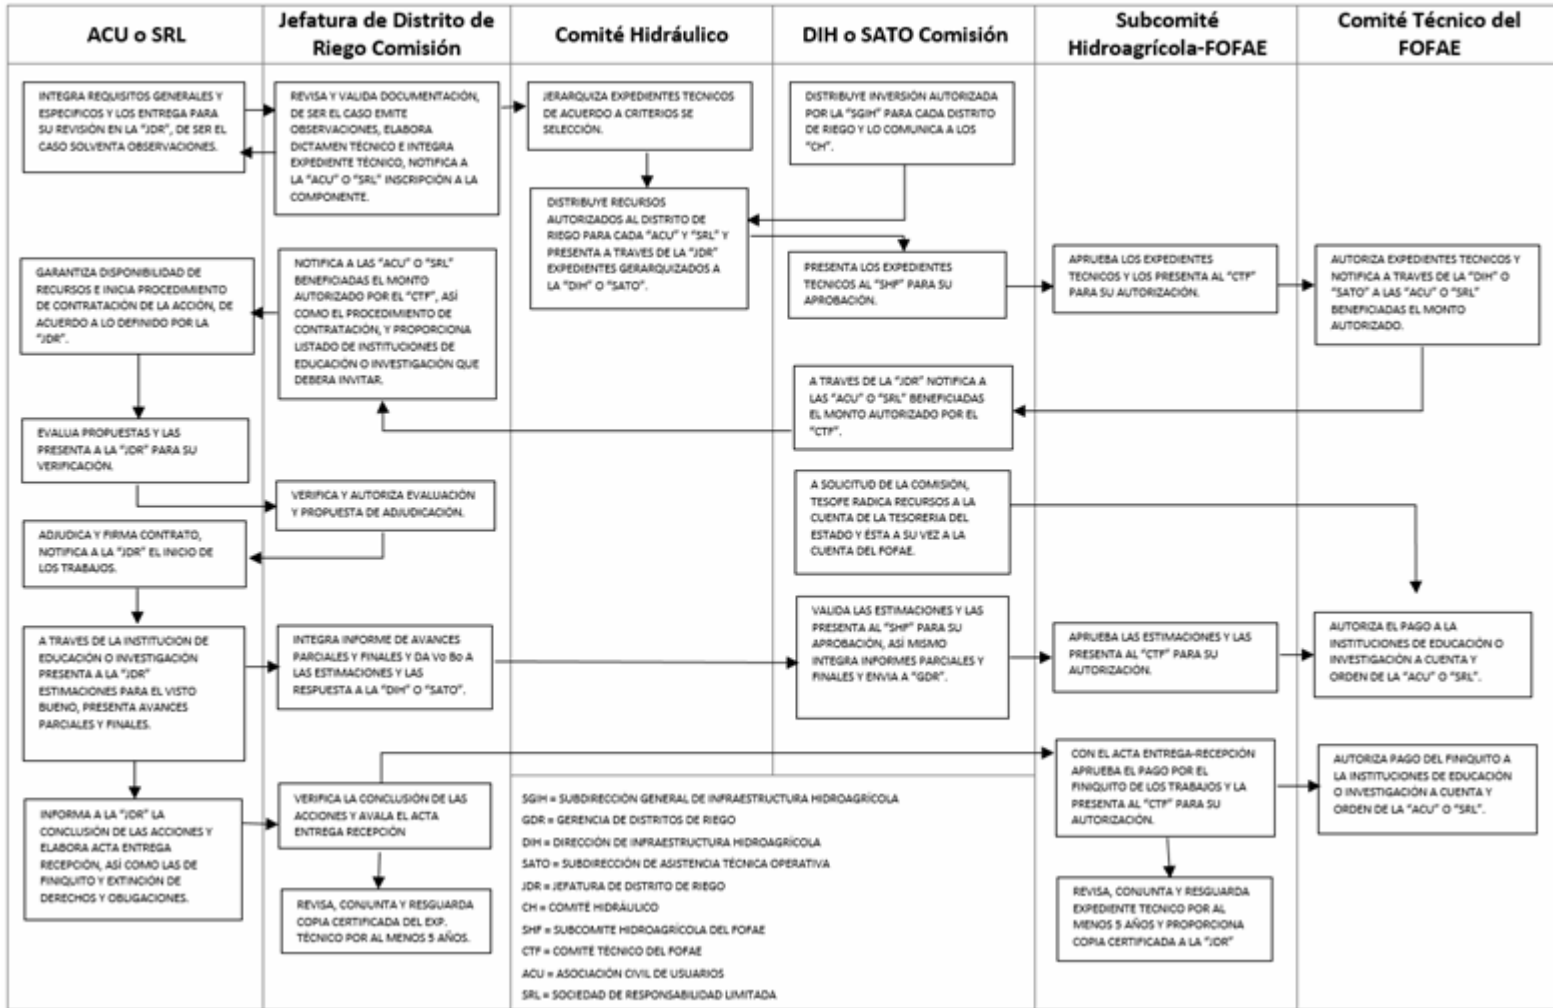 ACU o SRL
Jefatura de Distrito de
Riego Comisión
Comité Hidráulico
DIH o SATO Comisión
Subcomité
Hidroagrícola-FOFAE
Comité Técnico del
FOFAE
INTEGRA REQUISITOS GENERALES Y
ESPECIFICOS Y LOS ENTREGA PARA
SU REVISIÓN EN LA "JDR", DE SER EL
CASO SOLVENTA OBSERVACIONES.
REVISA Y VALIDA DOCUMENTACIÓN,
DE SER EL CASO EMITE
OBSERVACIONES, ELABORA
DICTAMEN TÉCNICO E INTEGRA
EXPEDIENTE TÉCNICO, NOTIFICA A
LA "ACU" O "SRL" INSCRIPCIÓN A LA
COMPONENTE.
JERARQUIZA EXPEDIENTES TECNICOS
DE ACUERDO A CRITERIOS SE
SELECCIÓN.
DISTRIBUYE INVERSIÓN AUTORIZADA
POR LA "SGIH" PARA CADA DISTRITO
DE RIEGO Y LO COMUNICA A LOS
"CH".
DISTRIBUYE RECURSOS
AUTORIZADOS AL DISTRITO DE
RIEGO PARA CADA "ACU" Y "SRL" Y
PRESENTA A TRAVES DE LA "JDR"
EXPEDIENTES GERARQUIZADOS A
LA "DIH" O "SATO".
PRESENTA LOS EXPEDIENTES
TECNICOS AL "SHF" PARA SU
APROBACIÓN.
APRUEBA LOS EXPEDIENTES
TECNICOS Y LOS PRESENTA AL "CTF"
PARA SU AUTORIZACIÓN.
AUTORIZA EXPEDIENTES TECNICOS Y
NOTIFICA A TRAVES DE LA "DIH" O
"SATO" A LAS "ACU" O "SRL"
BENEFICIADAS EL MONTO
AUTORIZADO.
GARANTIZA DISPONIBILIDAD DE
RECURSOS E INICIA PROCEDIMIENTO
DE CONTRATACIÓN DE LA ACCIÓN, DE
ACUERDO A LO DEFINIDO POR LA
"JDR".
NOTIFICA A LAS "ACU" O "SRL"
BENEFICIADAS EL MONTO
AUTORIZADO POR EL "CTF", ASÍ
COMO EL PROCEDIMIENTO DE
CONTRATACIÓN, Y PROPORCIONA
LISTADO DE INSTITUCIONES DE
EDUCACIÓN O INVESTIGACIÓN QUE
DEBERA INVITAR.
A TRAVES DE LA "JDR" NOTIFICA A
LAS "ACU" O "SRL" BENEFICIADAS
EL MONTO AUTORIZADO POR EL
"CTF".
EVALUA PROPUESTAS Y LAS
PRESENTA A LA "JDR" PARA SU
VERIFICACIÓN.
VERIFICA Y AUTORIZA EVALUACIÓN
Y PROPUESTA DE ADJUDICACIÓN.
A SOLICITUD DE LA COMISIÓN,
TESOFE RADICA RECURSOS A LA
CUENTA DE LA TESORERIA DEL
ESTADO Y ÉSTA A SU VEZ A LA
CUENTA DEL FOFAE.
ADJUDICA Y FIRMA CONTRATO,
NOTIFICA A LA "JDR" EL INICIO DE
LOS TRABAJOS.
A TRAVES DE LA INSTITUCION DE
EDUCACIÓN O INVESTIGACIÓN
PRESENTA A LA "JDR"
ESTIMACIONES PARA EL VISTO
BUENO, PRESENTA AVANCES
PARCIALES Y FINALES.
INTEGRA INFORME DE AVANCES
PARCIALES Y FINALES Y DA Vo Bo A
LAS ESTIMACIONES Y LAS
RESPUESTA A LA "DIH" O "SATO".
VALIDA LAS ESTIMACIONES Y LAS
PRESENTA AL "SHF" PARA SU
APROBACIÓN, ASÍ MISMO
INTEGRA INFORMES PARCIALES Y
FINALES Y ENVIA A "GDR".
APRUEBA LAS ESTIMACIONES Y LAS
PRESENTA AL "CTF" PARA SU
AUTORIZACIÓN.
AUTORIZA EL PAGO A LA
INSTITUCIONES DE EDUCACIÓN O
INVESTIGACIÓN A CUENTA Y
ORDEN DE LA "ACU" O "SRL".
INFORMA A LA "JDR" LA
CONCLUSIÓN DE LAS ACCIONES Y
ELABORA ACTA ENTREGA
RECEPCIÓN, ASÍ COMO LAS DE
FINIQUITO Y EXTINCIÓN DE
DERECHOS Y OBLIGACIONES.
VERIFICA LA CONCLUSIÓN DE LAS
ACCIONES Y AVALA EL ACTA
ENTREGA RECEPCIÓN
CON EL ACTA ENTREGA-RECEPCIÓN
APRUEBA EL PAGO POR EL
FINIQUITO DE LOS TRABAJOS Y LA
PRESENTA AL "CTF" PARA SU
AUTORIZACIÓN.
AUTORIZA PAGO DEL FINIQUITO A
LA INSTITUCIONES DE EDUCACIÓN
O INVESTIGACIÓN A CUENTA Y
ORDEN DE LA "ACU" O "SRL".
REVISA, CONJUNTA Y RESGUARDA
COPIA CERTIFICADA DEL EXP.
TÉCNICO POR AL MENOS 5 AÑOS.
REVISA, CONJUNTA Y RESGUARDA
EXPEDIENTE TECNICO POR AL
MENOS 5 AÑOS Y PROPORCIONA
COPIA CERTIFICADA A LA "JDR"
SGIH = SUBDIRECCIÓN GENERAL DE INFRAESTRUCTURA HIDROAGRÍCOLA
GDR = GERENCIA DE DISTRITOS DE RIEGO
DIH = DIRECCIÓN DE INFRAESTRUCTURA HIDROAGRÍCOLA
SATO = SUBDIRECCIÓN DE ASISTENCIA TÉCNICA OPERATIVA
JDR = JEFATURA DE DISTRITO DE RIEGO
CH = COMITÉ HIDRÁULICO
SHF = SUBCOMITE HIDROAGRÍCOLA DEL FOFAE
CTF = COMITÉ TÉCNICO DEL FOFAE
ACU = ASOCIACIÓN CIVIL DE USUARIOS
SRL = SOCIEDAD DE RESPONSABILIDAD LIMITADA